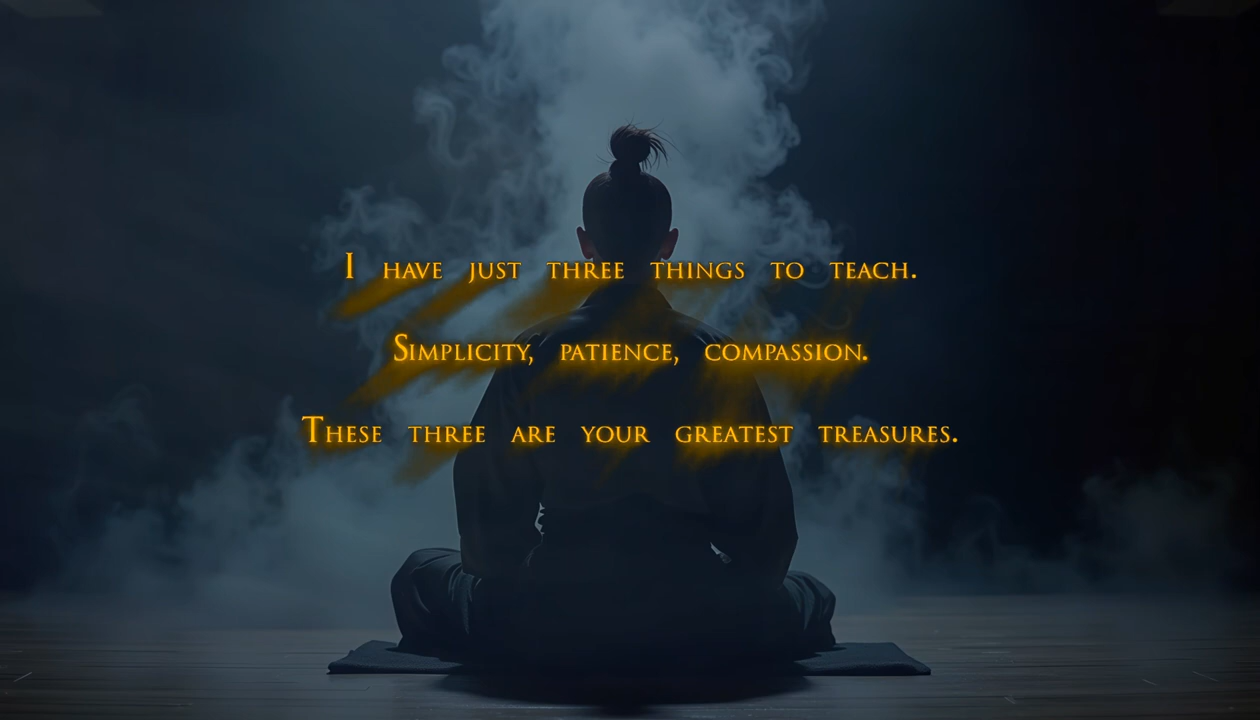 I have just three things to teach.
Simplicity, patience, compassion.
These three are your greatest treasures.